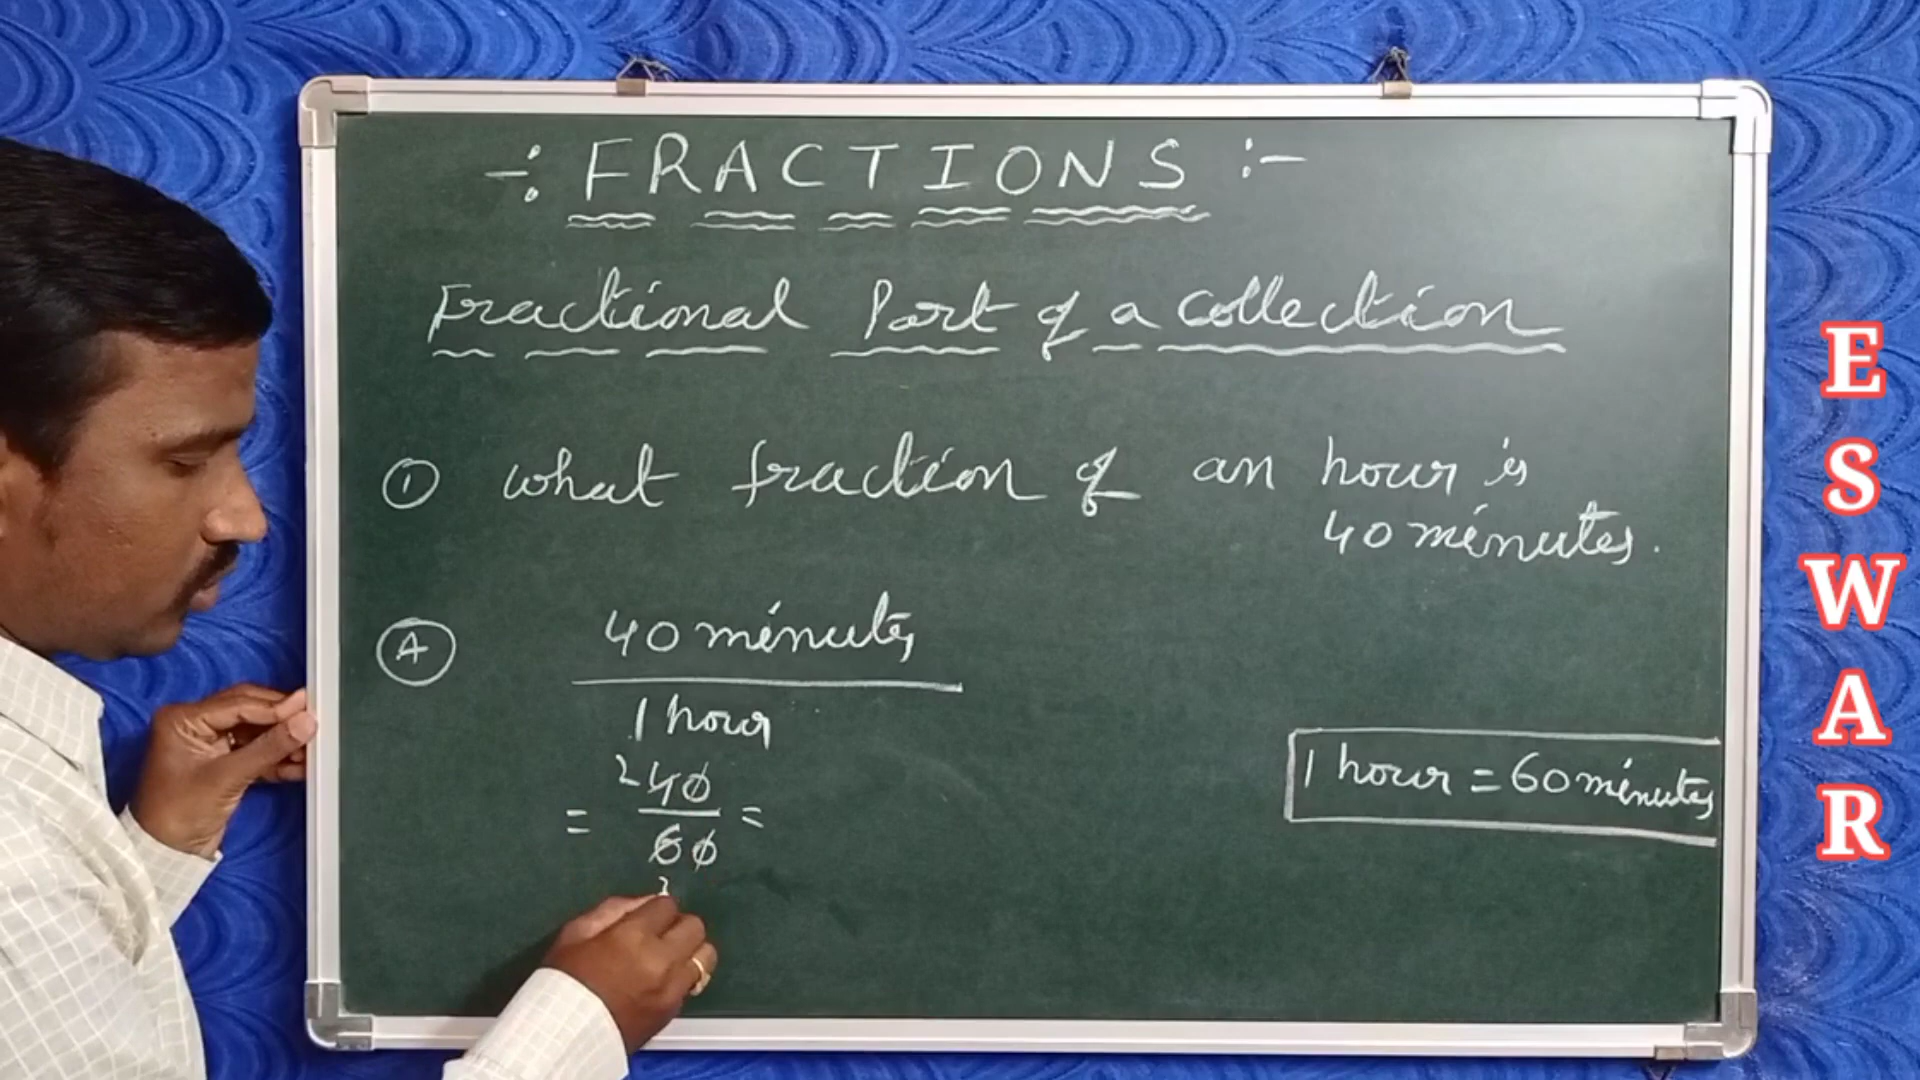 -: FRACTIONS :-
Fractional Part of a collection
① what fraction of an hour is
40 minutes.
Ⓐ 40 minutes
1 hour
2 40
= =
60
3
1 hour = 60 minutes
ESWAR